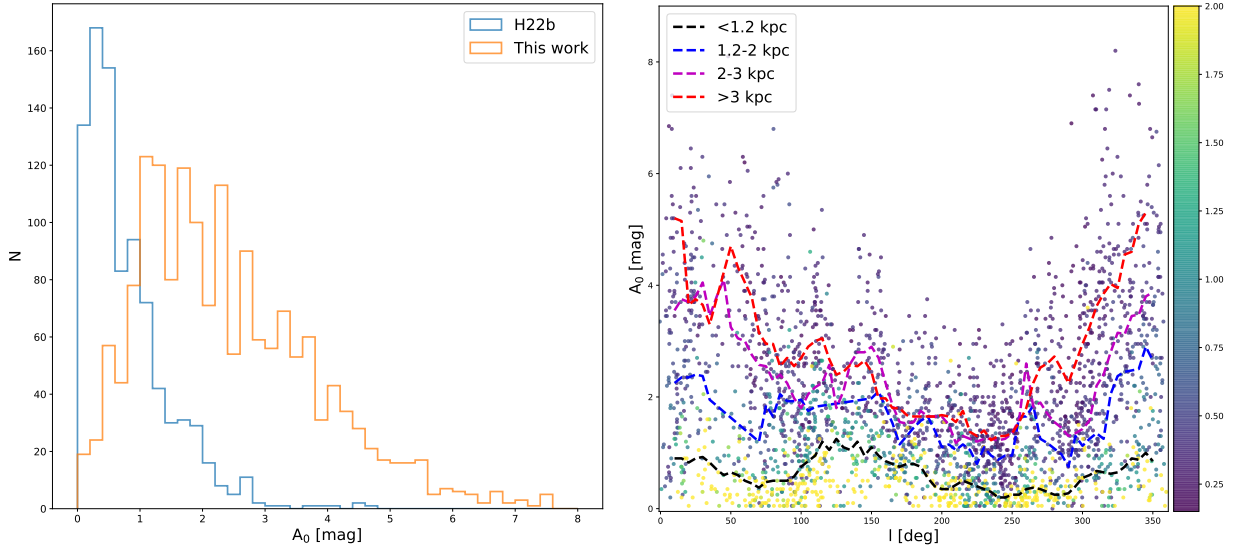 H22b
This work
160
140
120
100
80
60
40
20
0
N
0 1 2 3 4 5 6 7 8
A0 [mag]
<1.2 kpc
1.2-2 kpc
2-3 kpc
>3 kpc
8
6
4
2
0
A0 [mag]
0 50 100 150 200 250 300 350
l [deg]
2.00
1.75
1.50
1.25
1.00
0.75
0.50
0.25